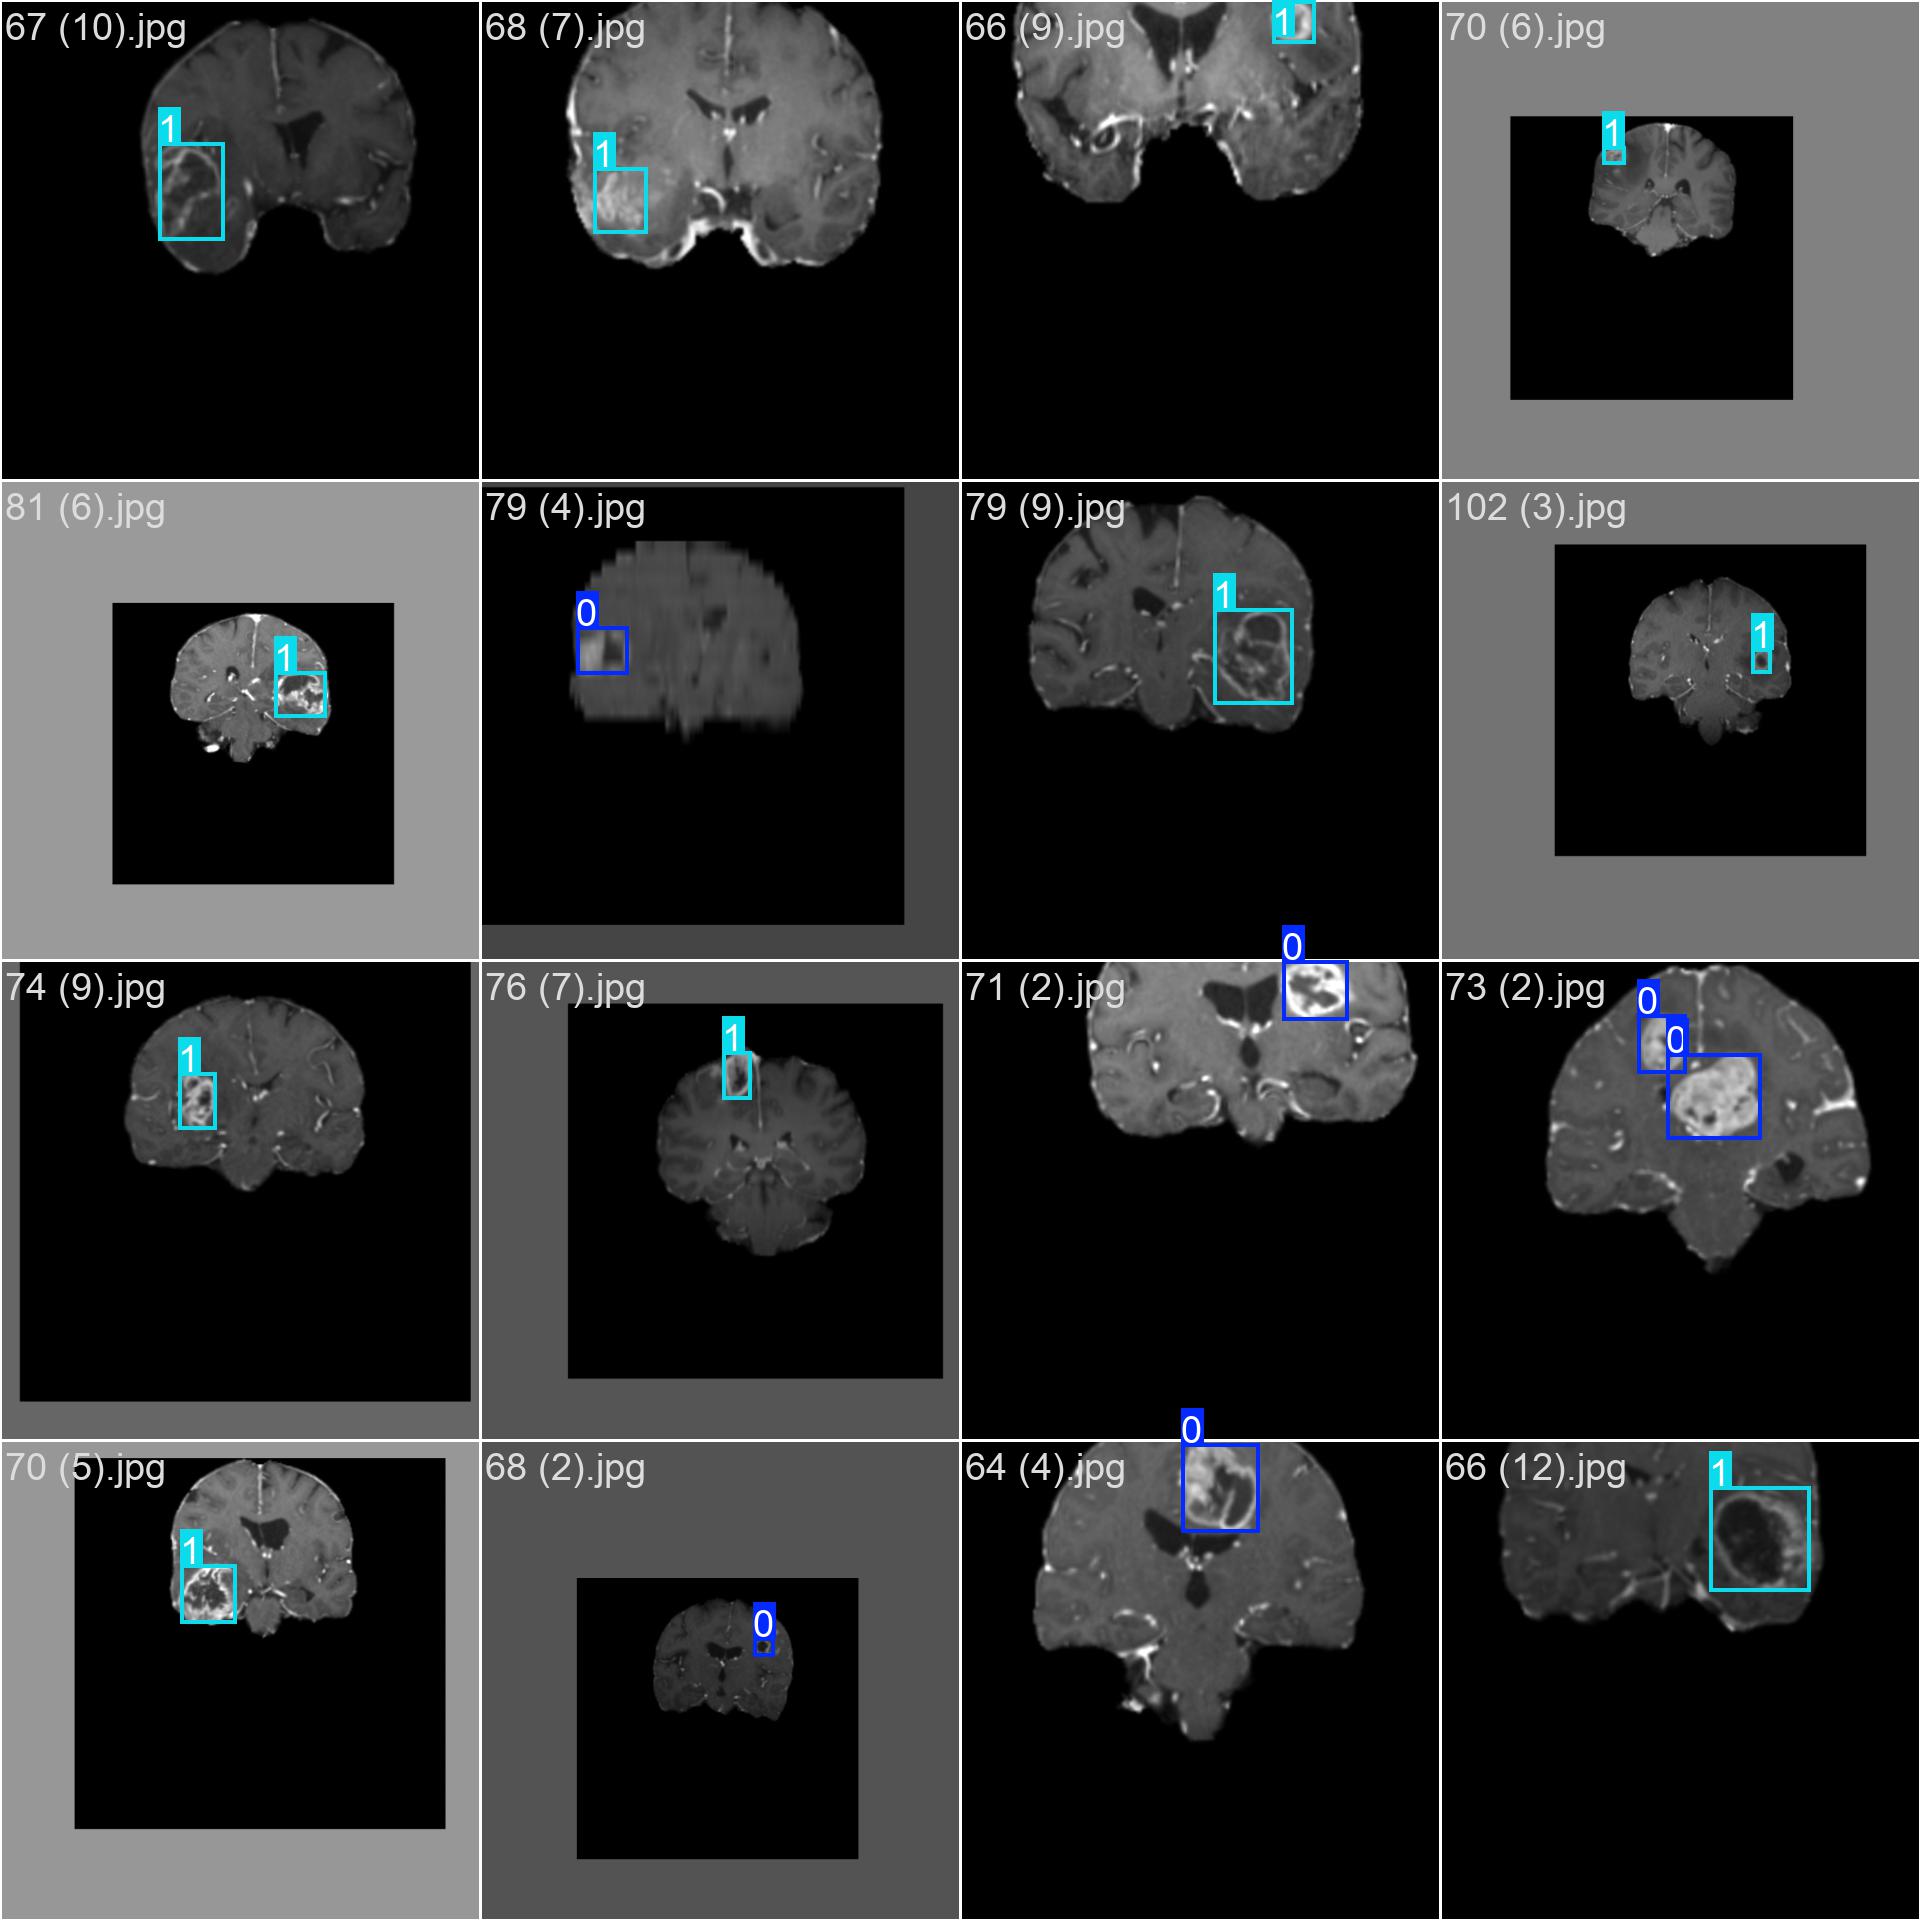 67 (10).jpg
1
68 (7).jpg
1
66 (9).jpg
1
70 (6).jpg
1
81 (6).jpg
1
79 (4).jpg
0
79 (9).jpg
1
102 (3).jpg
1
74 (9).jpg
1
76 (7).jpg
1
71 (2).jpg
0
73 (2).jpg
0
0
70 (5).jpg
1
68 (2).jpg
0
64 (4).jpg
0
66 (12).jpg
1